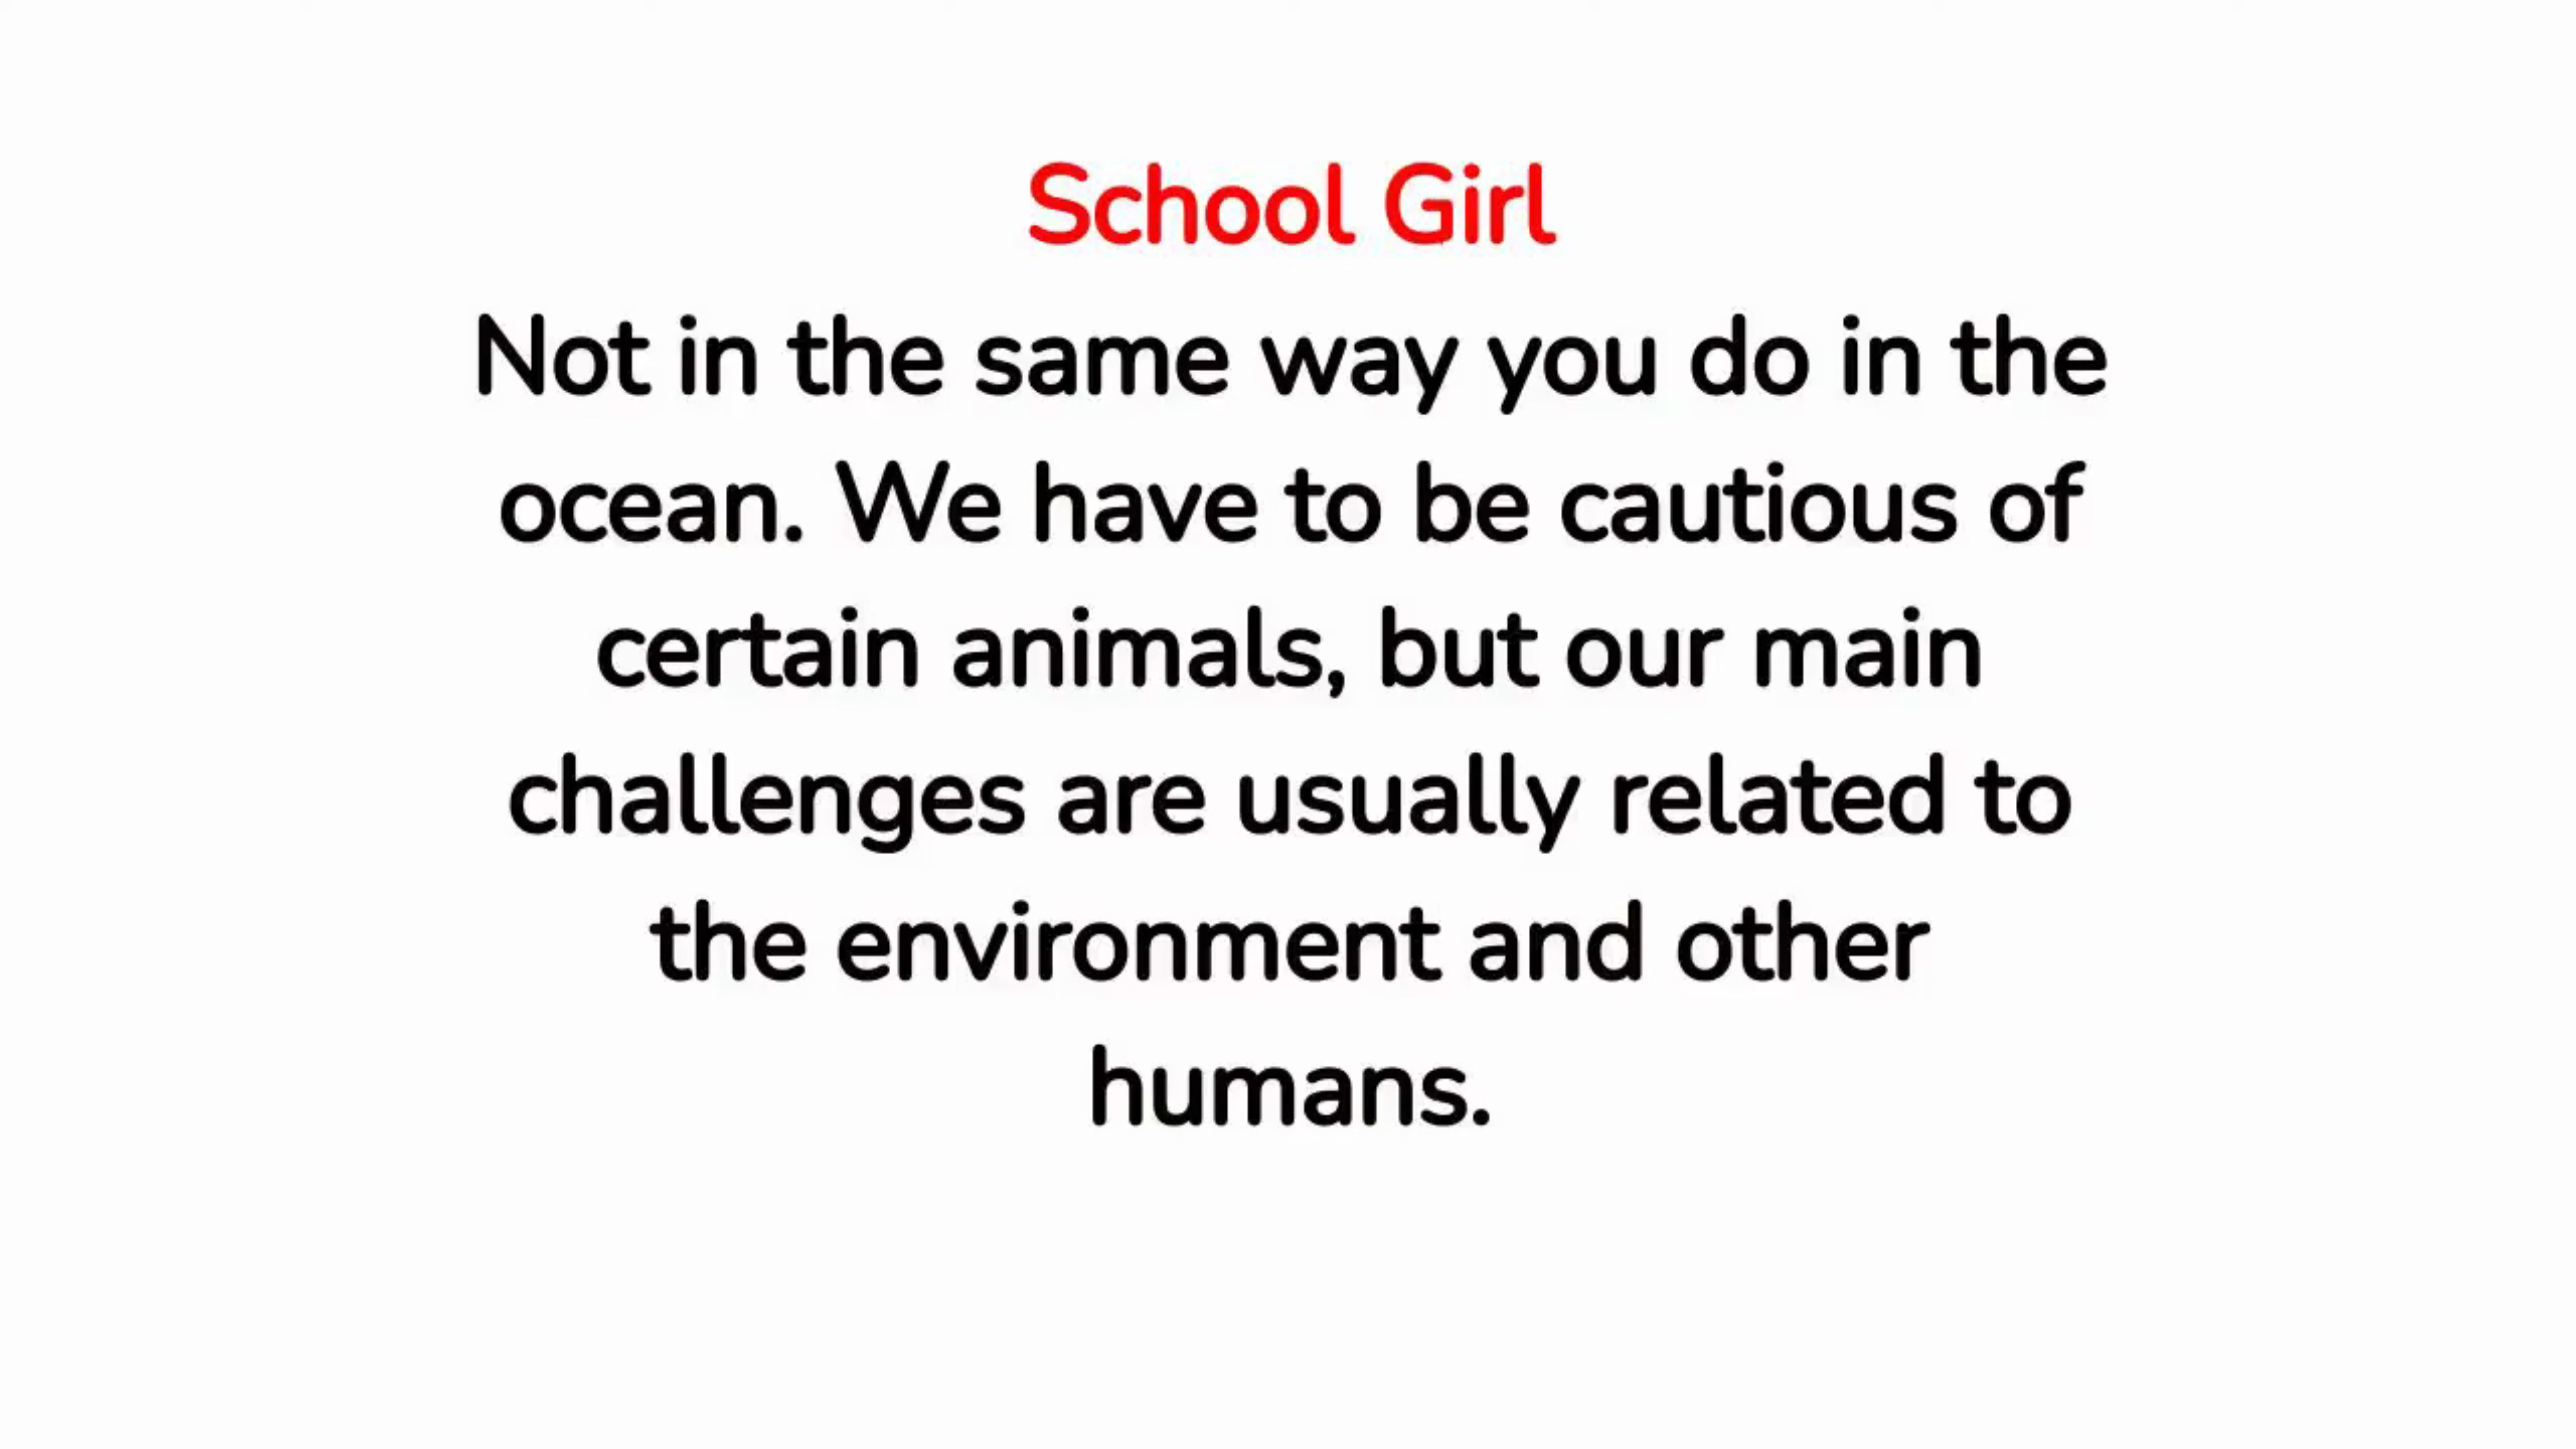 School Girl
Not in the same way you do in the
ocean. We have to be cautious of
certain animals, but our main
challenges are usually related to
the environment and other
humans.